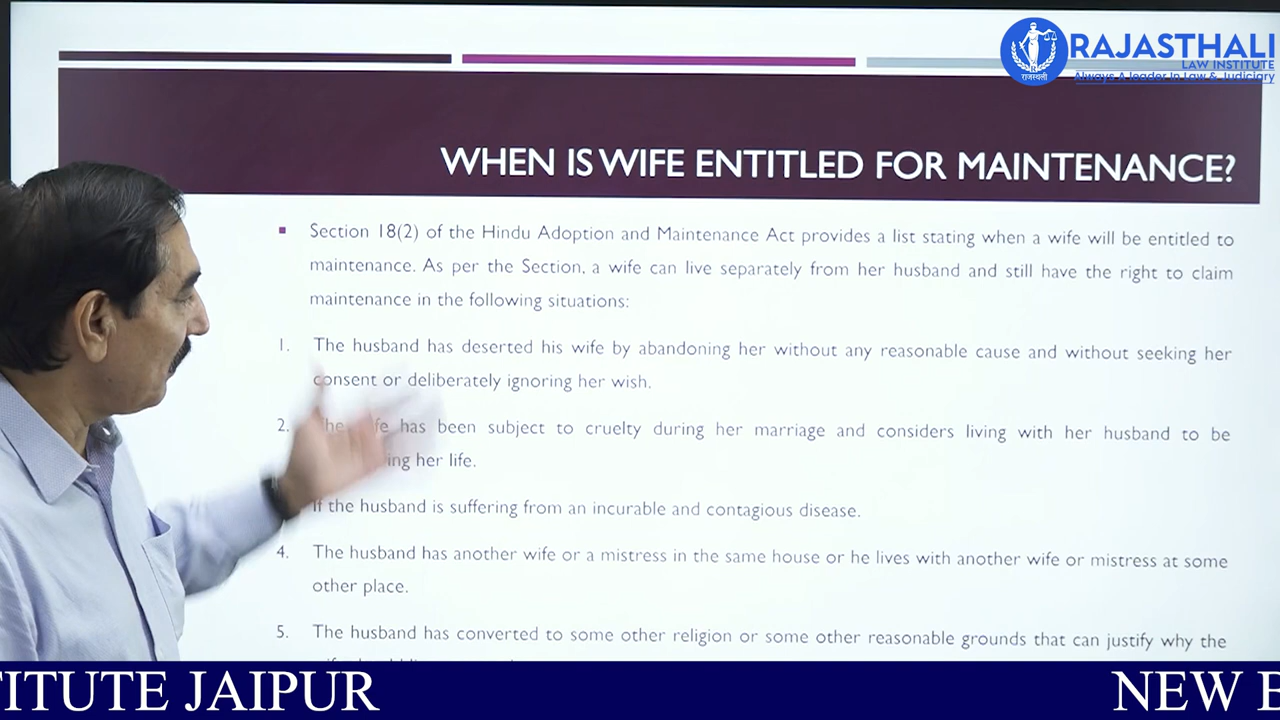 RAJASTHALI
LAW INSTITUTE
Always A leader In Law & Judiciary
राजस्थली
WHEN IS WIFE ENTITLED FOR MAINTENANCE?
Section 18(2) of the Hindu Adoption and Maintenance Act provides a list stating when a wife will be entitled to
maintenance. As per the Section, a wife can live separately from her husband and still have the right to claim
maintenance in the following situations:
1. The husband has deserted his wife by abandoning her without any reasonable cause and without seeking her
consent or deliberately ignoring her wish.
2. has been subject to cruelty during her marriage and considers living with her husband to be
her life.
If the husband is suffering from an incurable and contagious disease.
4. The husband has another wife or a mistress in the same house or he lives with another wife or mistress at some
other place.
5. The husband has converted to some other religion or some other reasonable grounds that can justify why the
TITUTE JAIPUR
NEW